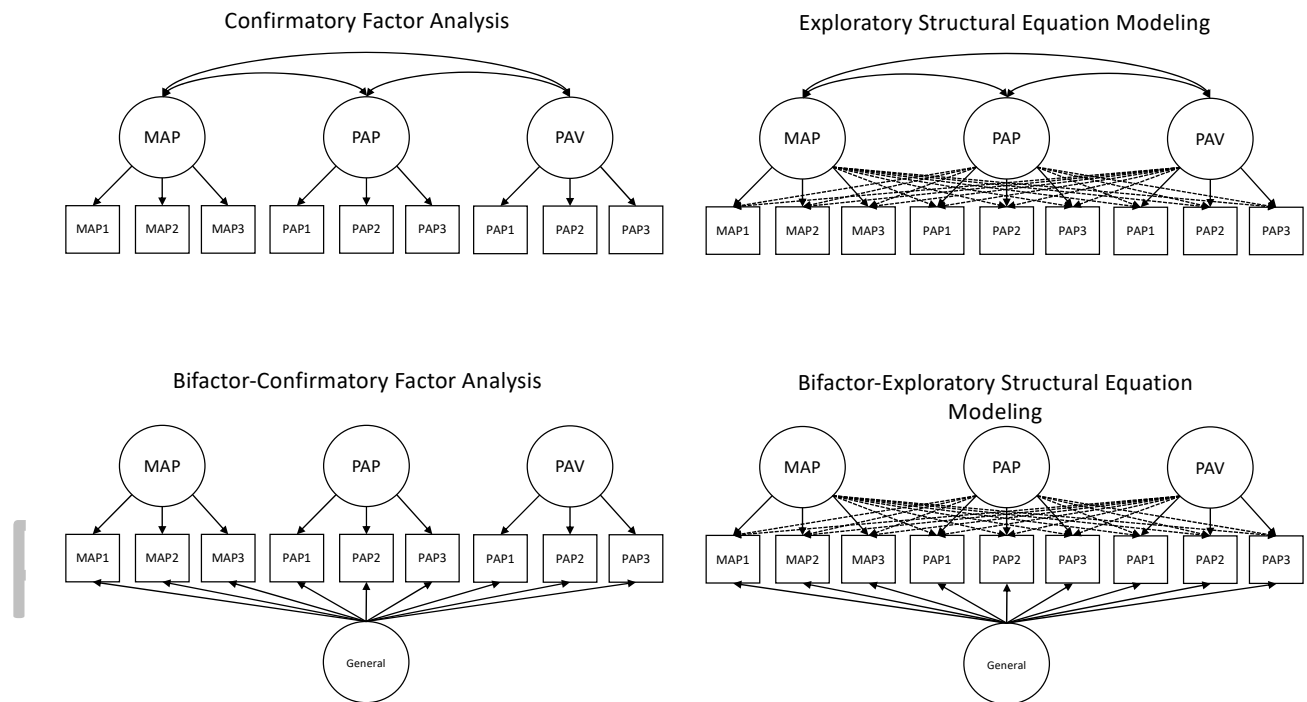 Confirmatory Factor Analysis
MAP
PAP
PAV
MAP1 MAP2 MAP3 PAP1 PAP2 PAP3 PAP1 PAP2 PAP3
Exploratory Structural Equation Modeling
MAP
PAP
PAV
MAP1 MAP2 MAP3 PAP1 PAP2 PAP3 PAP1 PAP2 PAP3
Bifactor-Confirmatory Factor Analysis
MAP
PAP
PAV
MAP1 MAP2 MAP3 PAP1 PAP2 PAP3 PAP1 PAP2 PAP3
General
Bifactor-Exploratory Structural Equation
Modeling
MAP
PAP
PAV
MAP1 MAP2 MAP3 PAP1 PAP2 PAP3 PAP1 PAP2 PAP3
General